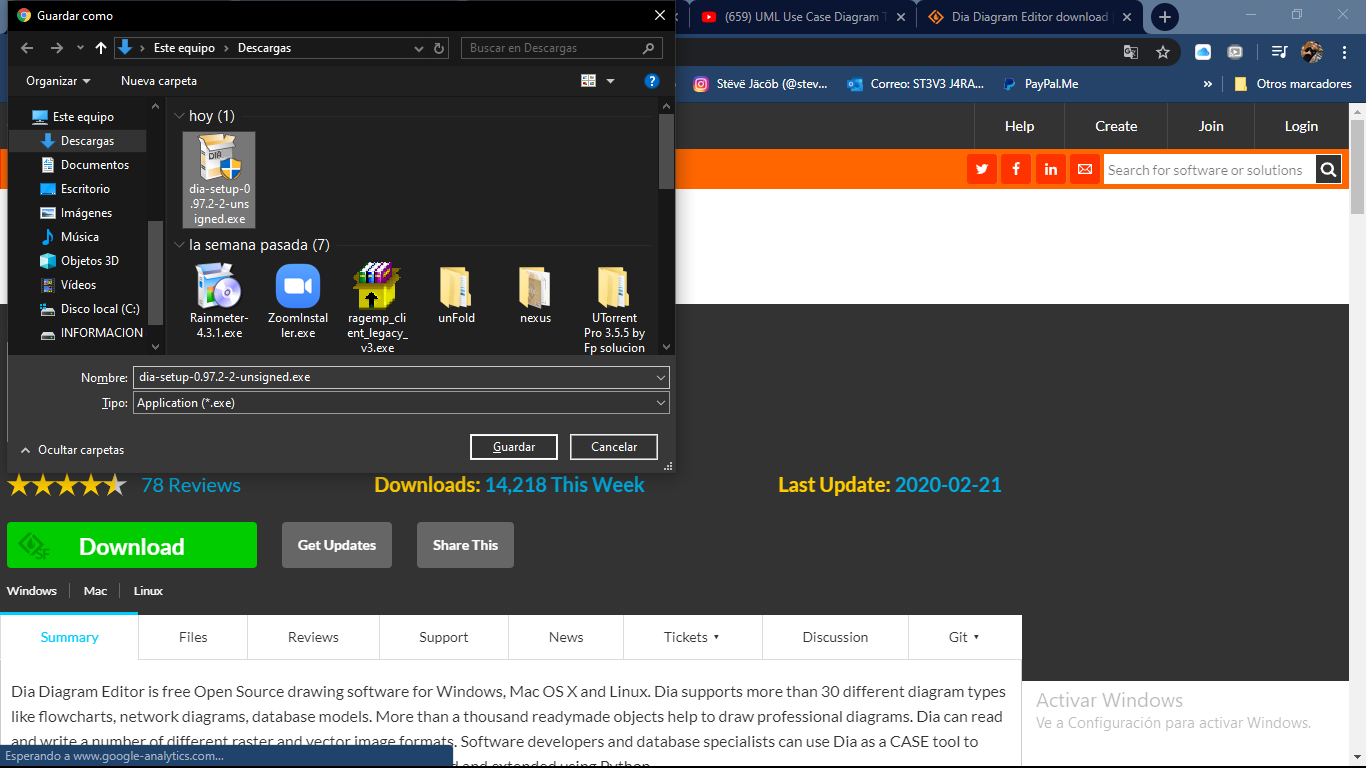 Guardar como
(659) UML Use Case Diagram T
Dia Diagram Editor download
Este equipo
Descargas
Buscar en Descargas
Organizar
Nueva carpeta
Stëvë Jäcöb (@stev...
Correo: ST3V3 J4RA...
PayPal.Me
»
Otros marcadores
Este equipo
Descargas
Documentos
Escritorio
Imágenes
Música
Objetos 3D
Vídeos
Disco local (C:)
INFORMACION
hoy (1)
DIA
dia-setup-0
.97.2-2-uns
igned.exe
la semana pasada (7)
Rainmeter-
4.3.1.exe
ZoomInstal
ler.exe
ragemp_cli
ent_legacy_
v3.exe
unFold
nexus
UTorrent
Pro 3.5.5 by
Fp solucion
Help
Create
Join
Login
Search for software or solutions
Nombre:
dia-setup-0.97.2-2-unsigned.exe
Tipo:
Application (*.exe)
Ocultar carpetas
Guardar
Cancelar
78 Reviews
Downloads: 14,218 This Week
Last Update: 2020-02-21
SF
Download
Get Updates
Share This
Windows
Mac
Linux
Summary
Files
Reviews
Support
News
Tickets
Discussion
Git
Dia Diagram Editor is free Open Source drawing software for Windows, Mac OS X and Linux. Dia supports more than 30 different diagram types
like flowcharts, network diagrams, database models. More than a thousand readymade objects help to draw professional diagrams. Dia can read
and write a number of different raster and vector image formats. Software developers and database specialists can use Dia as a CASE tool to
and extended using Python.
Activar Windows
Ve a Configuración para activar Windows.
Esperando a www.google-analytics.com...